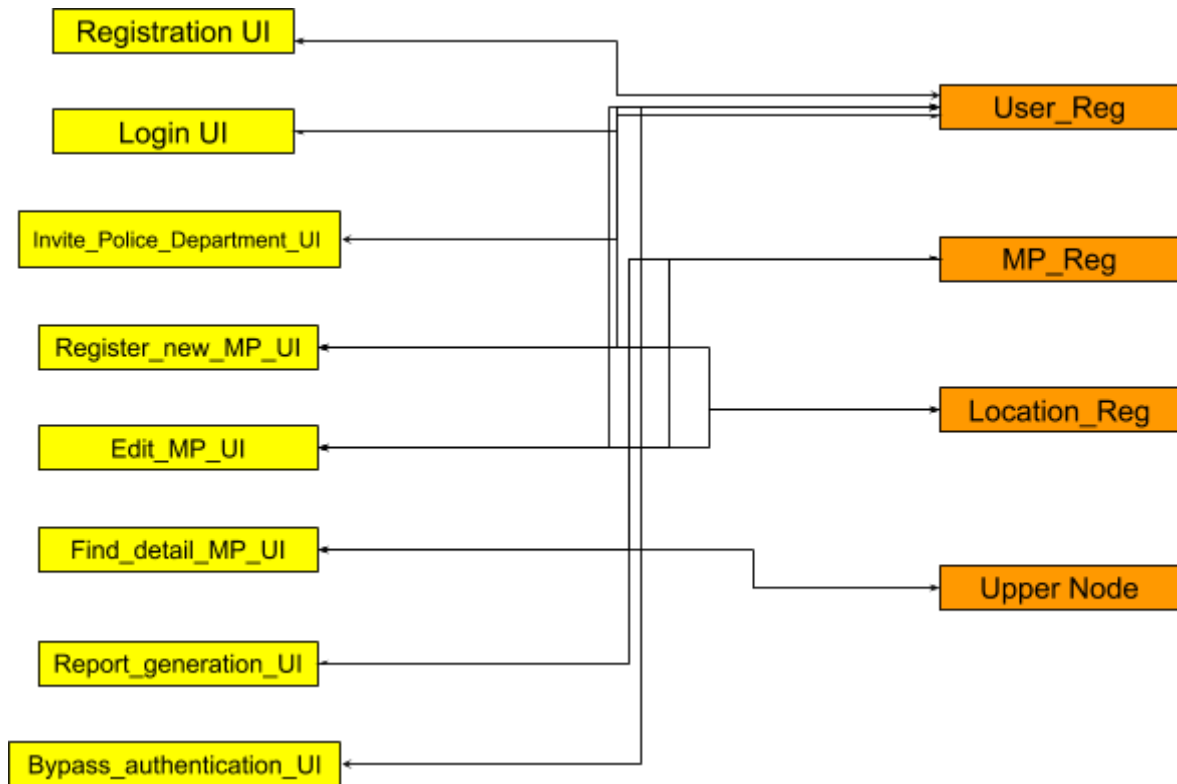 Registration UI
Login UI
Invite_Police_Department_UI
Register_new_MP_UI
Edit_MP_UI
Find_detail_MP_UI
Report_generation_UI
Bypass_authentication_UI
User_Reg
MP_Reg
Location_Reg
Upper Node